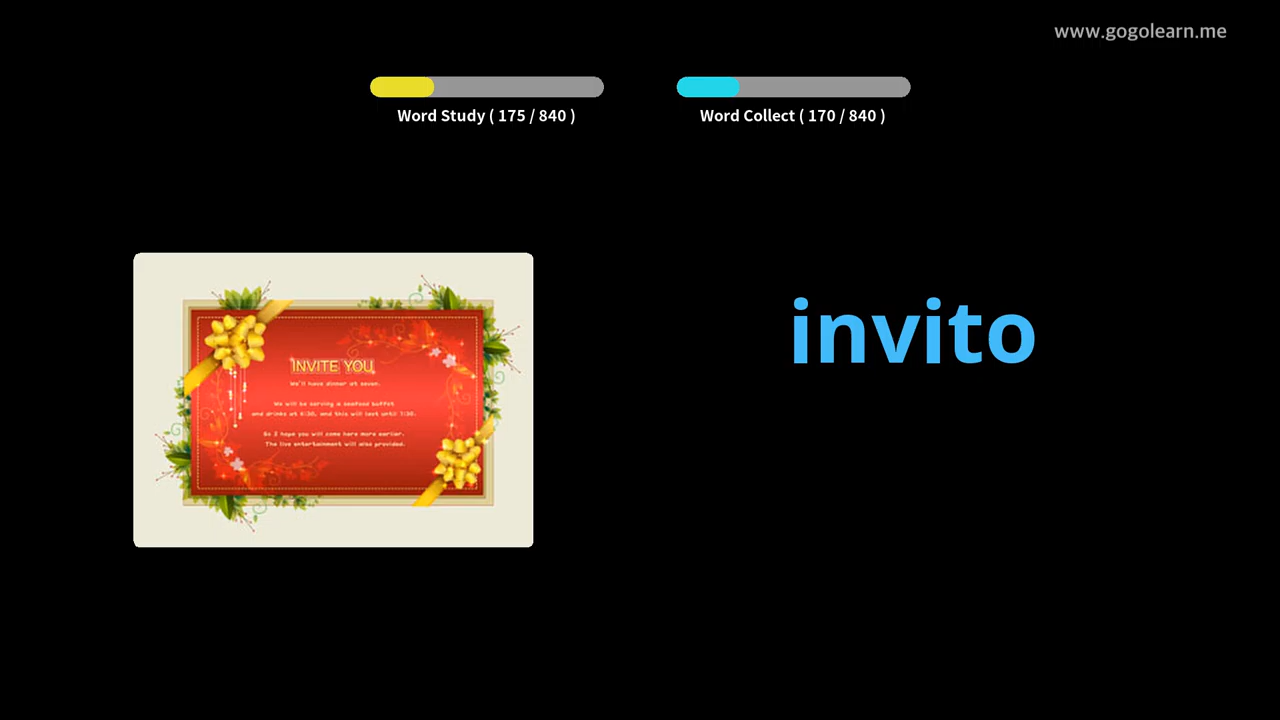 www.gogolearn.me
Word Study ( 175 / 840 )
Word Collect ( 170 / 840 )
INVITE YOU
We'll have dinner at seven.
We will be serving a seafood buffet
and drinks at 6:30, and this will last until 7:30.
So I hope you will come here more earlier.
The live entertainment will also provided.
invito